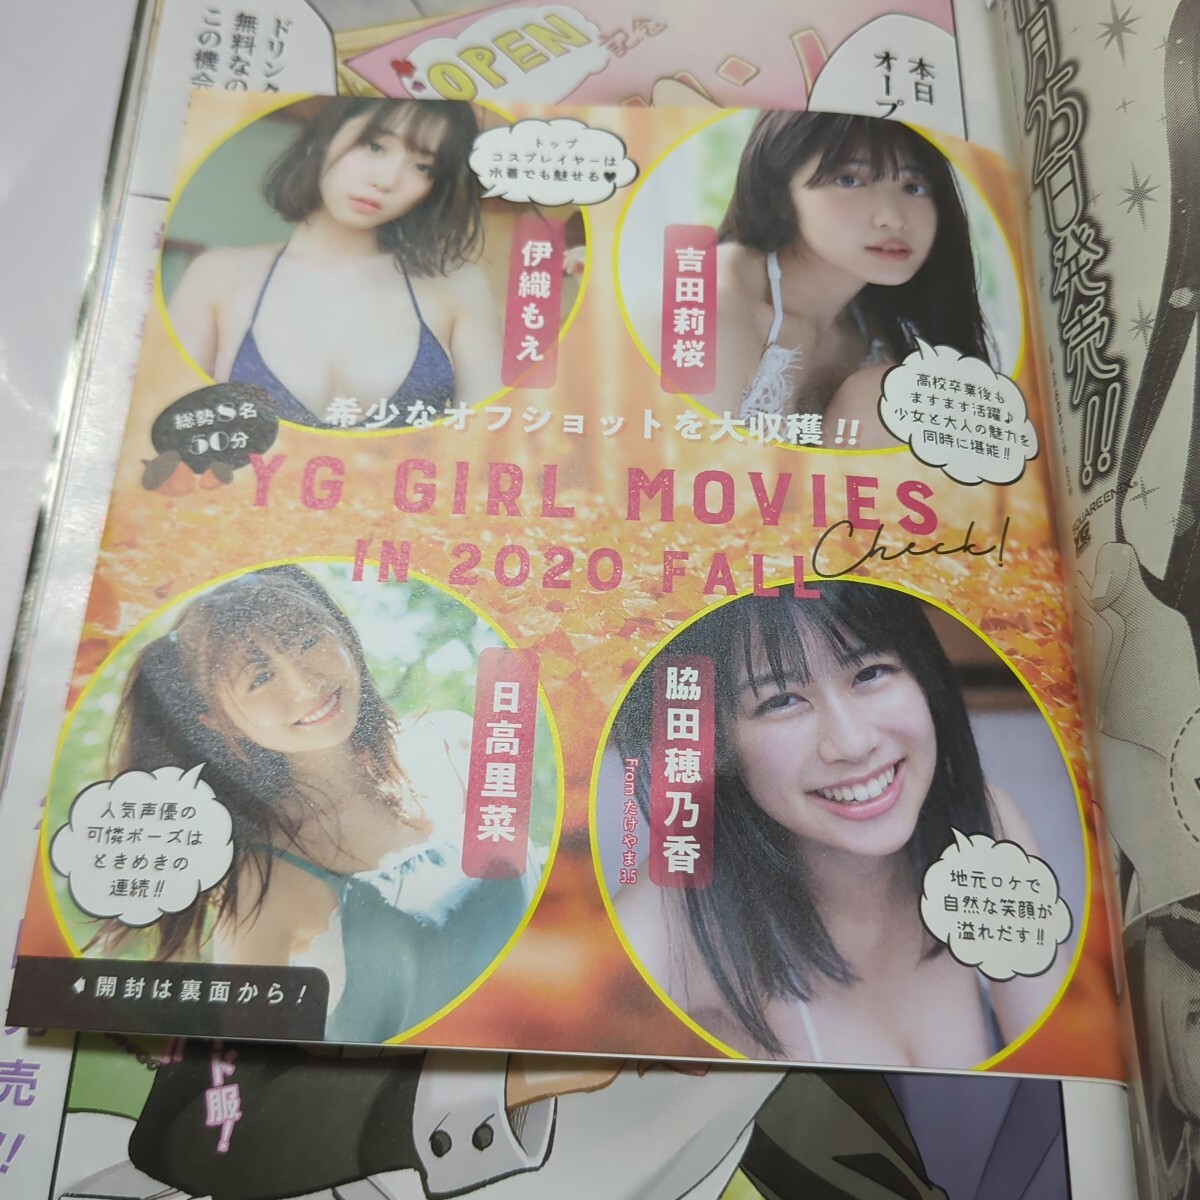 OPEN
記念
本日
オープ
ドリンク
無料なの
この機会
月25日発売!!
SQUARE ENIX
トップ
コスプレイヤーは
水着でも魅せる♥
伊織もえ
吉田莉桜
高校卒業後も
ますます活躍♪
少女と大人の魅力を
同時に堪能!!
総勢8名
50分
希少なオフショットを大収穫!!
YG GIRL MOVIES
IN 2020 FALL
Check!
日高里菜
人気声優の
可憐ポーズは
ときめきの
連続!!
脇田穂乃香
From たけやま3.5
地元ロケで
自然な笑顔が
溢れだす!!
開封は裏面から!
ド服!
売!!